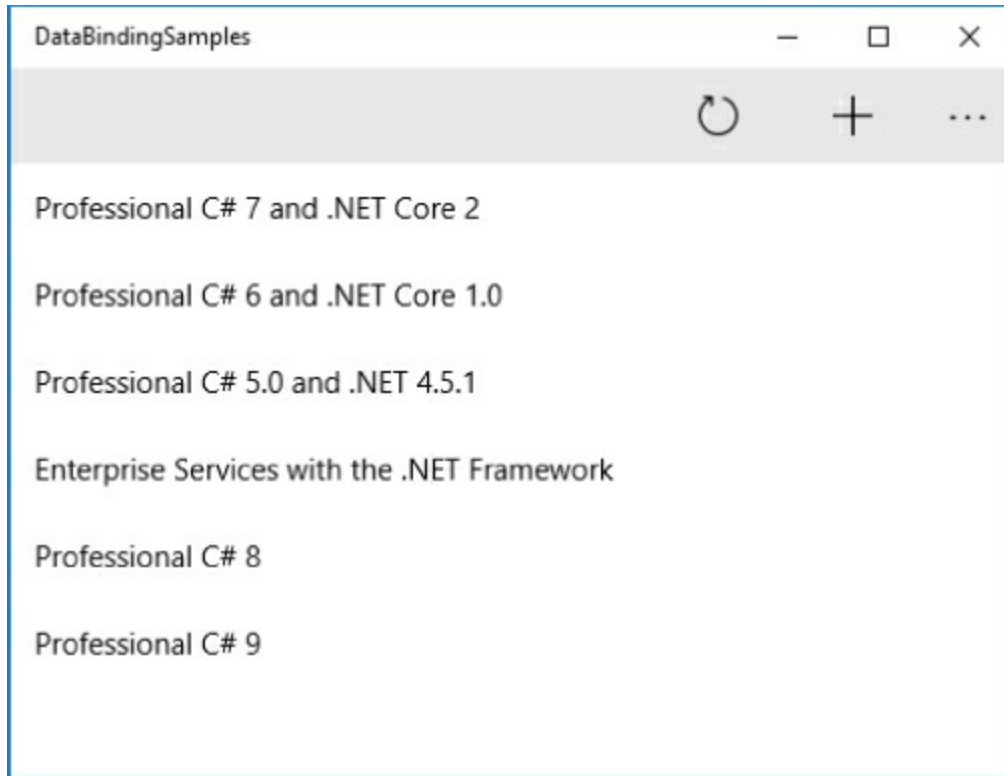 DataBindingSamples
Professional C# 7 and .NET Core 2
Professional C# 6 and .NET Core 1.0
Professional C# 5.0 and .NET 4.5.1
Enterprise Services with the .NET Framework
Professional C# 8
Professional C# 9